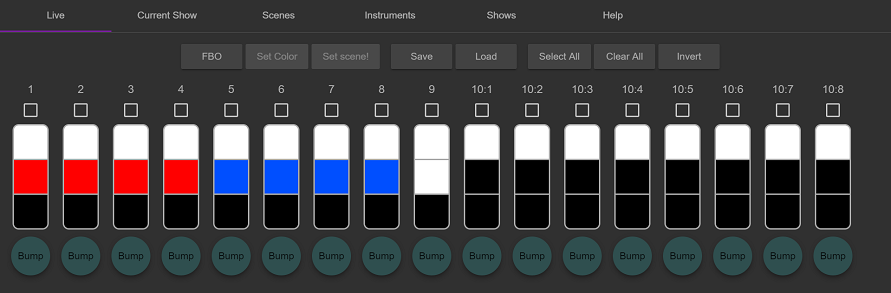 Live Current Show Scenes Instruments Shows Help
FBO Set Color Set scene! Save Load Select All Clear All Invert
1 2 3 4 5 6 7 8 9 10:1 10:2 10:3 10:4 10:5 10:6 10:7 10:8
Bump Bump Bump Bump Bump Bump Bump Bump Bump Bump Bump Bump Bump Bump Bump Bump Bump